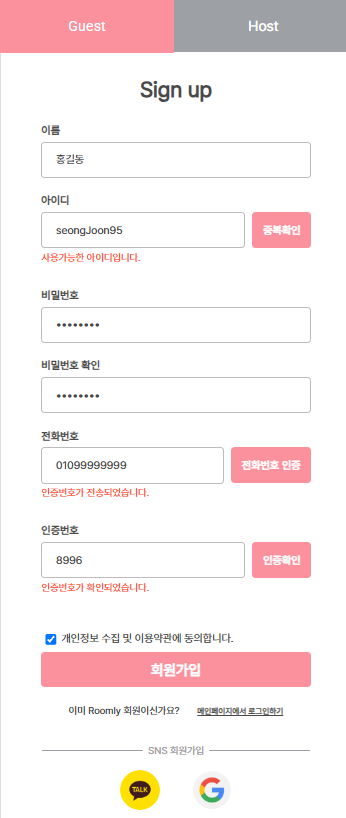 Guest Host
Sign up
이름
홍길동
아이디
seongJoon95 중복확인
사용가능한 아이디입니다.
비밀번호
••••••••
비밀번호 확인
••••••••
전화번호
01099999999 전화번호 인증
인증번호가 전송되었습니다.
인증번호
8996 인증확인
인증번호가 확인되었습니다.
개인정보 수집 및 이용약관에 동의합니다.
회원가입
이미 Roomly 회원이신가요? 메인페이지에서 로그인하기
SNS 회원가입
TALK G